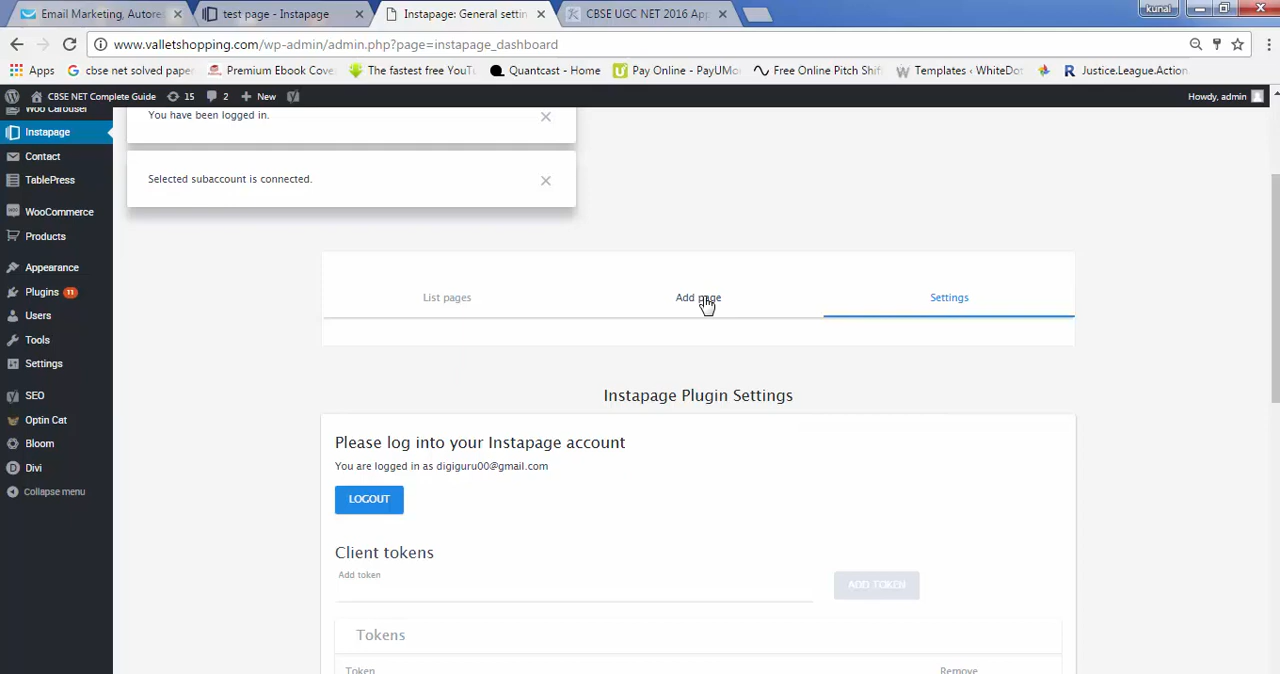 Email Marketing, Autores
test page - Instapage
Instapage: General settin
CBSE UGC NET 2016 App
kunal
www.valletshopping.com/wp-admin/admin.php?page=instapage_dashboard
Apps
cbse net solved paper
Premium Ebook Cove
The fastest free YouT
Quantcast - Home
Pay Online - PayUMo
Free Online Pitch Shif
Templates ‹ WhiteDot
Justice.League.Action
CBSE NET Complete Guide
15
2
New
Howdy, admin
Woo Carousel
Instapage
Contact
TablePress
WooCommerce
Products
Appearance
Plugins 11
Users
Tools
Settings
SEO
Optin Cat
Bloom
Divi
Collapse menu
You have been logged in.
Selected subaccount is connected.
List pages
Add page
Settings
Instapage Plugin Settings
Please log into your Instapage account
You are logged in as digiguru00@gmail.com
LOGOUT
Client tokens
Add token
ADD TOKEN
Tokens
Token
Remove